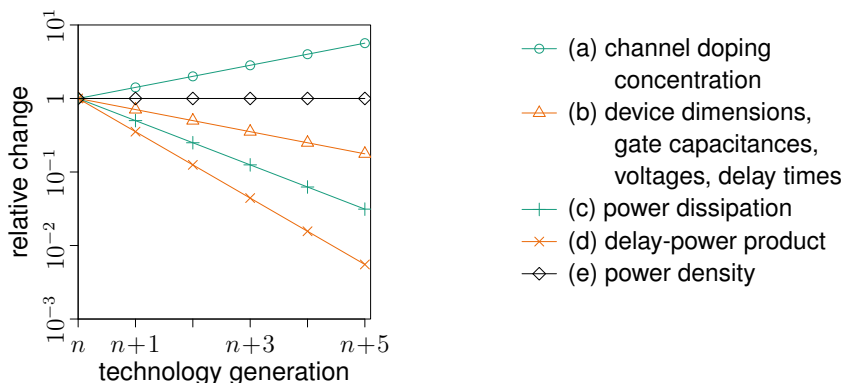 10^1
1
10^-1
10^-2
10^-3
relative change
n
n+1
n+3
n+5
technology generation
(a) channel doping
concentration
(b) device dimensions,
gate capacitances,
voltages, delay times
(c) power dissipation
(d) delay-power product
(e) power density